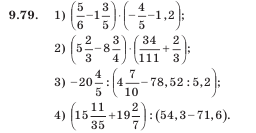 9.79. 1) (5/6 − 1 3/5) · (−4/5 − 1,2);
2) (5 2/3 − 8 3/4) · (34/111 + 2/3);
3) −20 4/5 : (4 7/10 − 78,52 : 5,2);
4) (15 11/35 + 19 2/7) : (54,3 − 71,6).